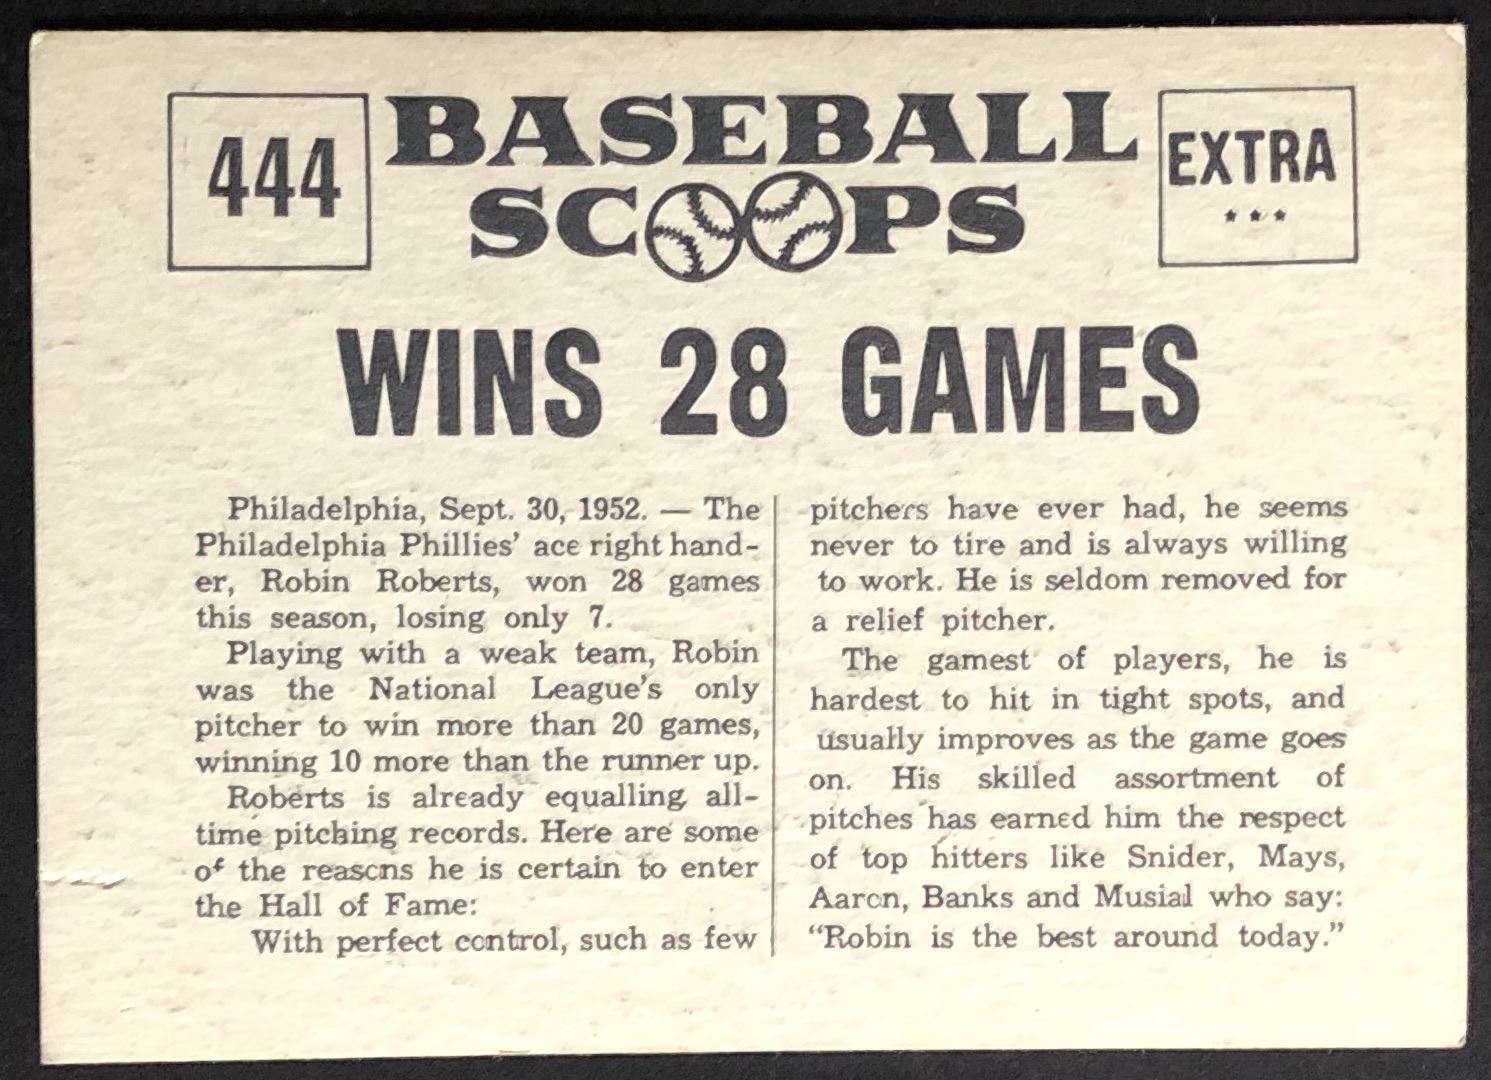 444
BASEBALL
SCOOPS
EXTRA
***
WINS 28 GAMES
Philadelphia, Sept. 30, 1952. — The
Philadelphia Phillies' ace right hand-
er, Robin Roberts, won 28 games
this season, losing only 7.
Playing with a weak team, Robin
was the National League's only
pitcher to win more than 20 games,
winning 10 more than the runner up.
Roberts is already equalling all-
time pitching records. Here are some
of the reasons he is certain to enter
the Hall of Fame:
With perfect control, such as few
pitchers have ever had, he seems
never to tire and is always willing
to work. He is seldom removed for
a relief pitcher.
The gamest of players, he is
hardest to hit in tight spots, and
usually improves as the game goes
on. His skilled assortment of
pitches has earned him the respect
of top hitters like Snider, Mays,
Aaron, Banks and Musial who say:
“Robin is the best around today.”